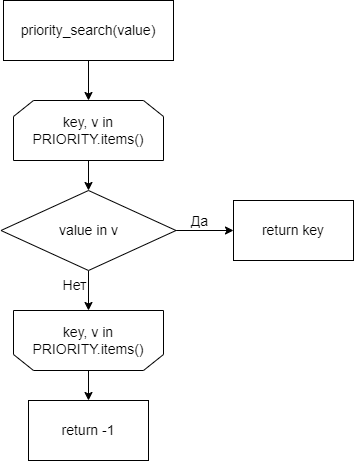 priority_search(value)
key, v in
PRIORITY.items()
value in v
Да
return key
Нет
key, v in
PRIORITY.items()
return -1